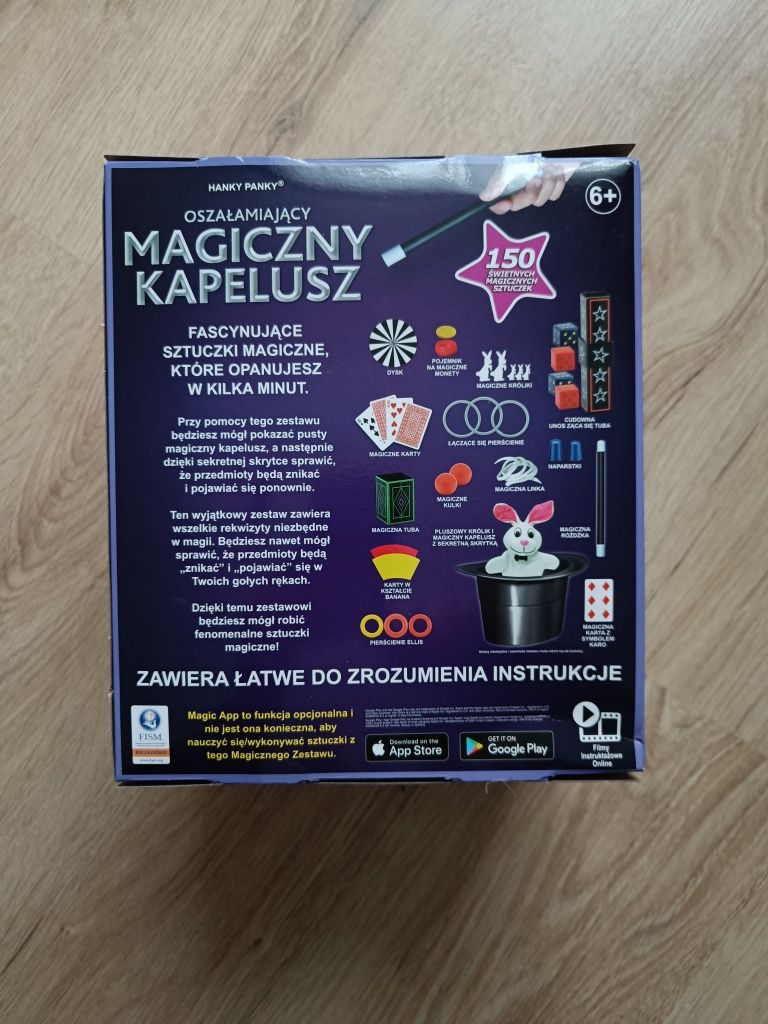 HANKY PANKY®
6+
OSZAŁAMIAJĄCY
MAGICZNY
KAPELUSZ
150
ŚWIETNYCH
MAGICZNYCH
SZTUCZEK
FASCYNUJĄCE
SZTUCZKI MAGICZNE,
KTÓRE OPANUJESZ
W KILKA MINUT.
Przy pomocy tego zestawu
będziesz mógł pokazać pusty
magiczny kapelusz, a następnie
dzięki sekretnej skrytce sprawić,
że przedmioty będą znikać
i pojawiać się ponownie.
Ten wyjątkowy zestaw zawiera
wszelkie rekwizyty niezbędne
w magii. Będziesz nawet mógł
sprawić, że przedmioty będą
„znikać” i „pojawiać” się w
Twoich gołych rękach.
Dzięki temu zestawowi
będziesz mógł robić
fenomenalne sztuczki
magiczne!
DYSK
POJEMNIK
NA MAGICZNE
MONETY
MAGICZNE KRÓLIKI
CUDOWNA
UNOS ZĄCA SIĘ TUBA
MAGICZNE KARTY
ŁĄCZĄCE SIĘ PIERŚCIENIE
NAPARSTKI
MAGICZNE
KULKI
MAGICZNA LINKA
MAGICZNA TUBA
PLUSZOWY KRÓLIK I
MAGICZNY KAPELUSZ
Z SEKRETNĄ SKRYTKĄ
MAGICZNA
RÓŻDŻKA
KARTY W
KSZTAŁCIE
BANANA
PIERŚCIENIE ELLIS
MAGICZNA
KARTA Z
SYMBOLEM
KARO
ZAWIERA ŁATWE DO ZROZUMIENIA INSTRUKCJE
FISM
RECOGNISED
Magic App to funkcja opcjonalna i
nie jest ona konieczna, aby
nauczyć się/wykonywać sztuczki z
tego Magicznego Zestawu.
Download on the
App Store
GET IT ON
Google Play
Filmy
Instruktażowe
Online